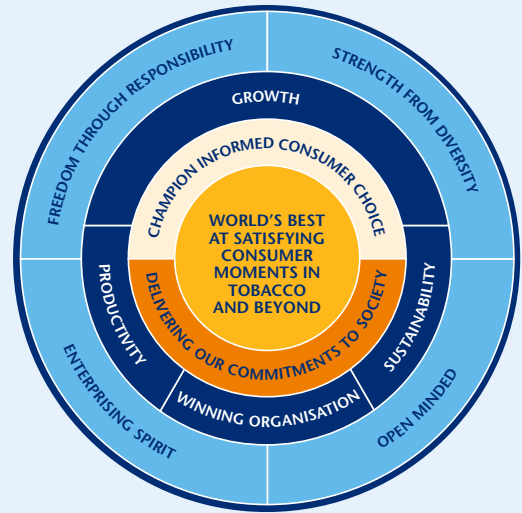 FREEDOM THROUGH RESPONSIBILITY
STRENGTH FROM DIVERSITY
GROWTH
CHAMPION INFORMED CONSUMER CHOICE
WORLD'S BEST
AT SATISFYING
CONSUMER
MOMENTS IN
TOBACCO
AND BEYOND
DELIVERING OUR COMMITMENTS TO SOCIETY
PRODUCTIVITY
SUSTAINABILITY
WINNING ORGANISATION
ENTERPRISING SPIRIT
OPEN MINDED